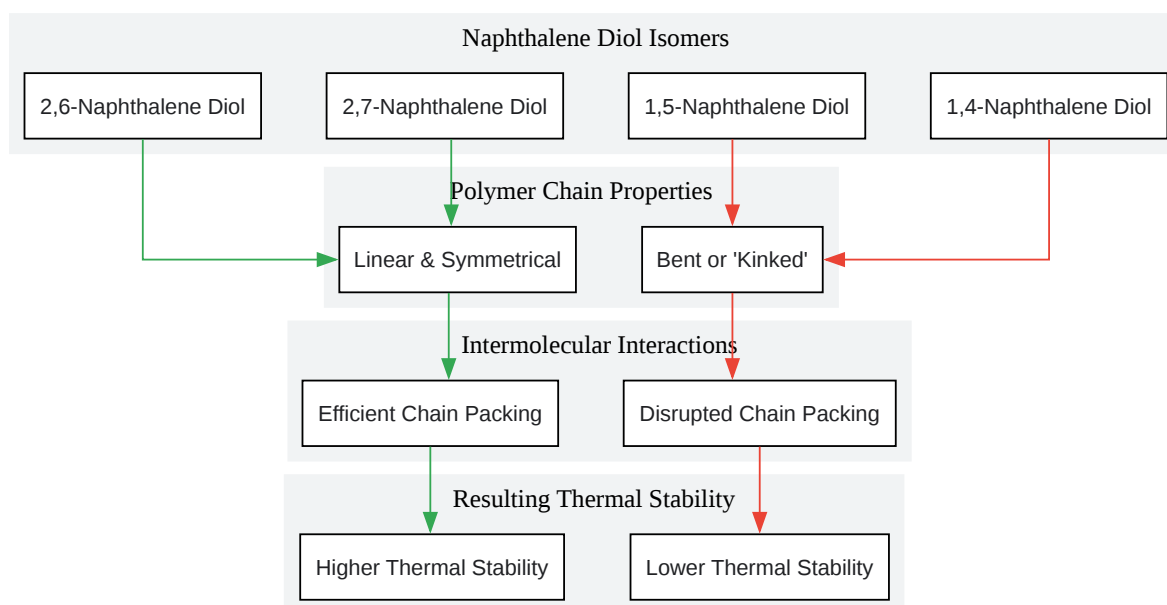 Naphthalene Diol Isomers
2,6-Naphthalene Diol
2,7-Naphthalene Diol
1,5-Naphthalene Diol
1,4-Naphthalene Diol
Polymer Chain Properties
Linear & Symmetrical
Bent or 'Kinked'
Intermolecular Interactions
Efficient Chain Packing
Disrupted Chain Packing
Resulting Thermal Stability
Higher Thermal Stability
Lower Thermal Stability